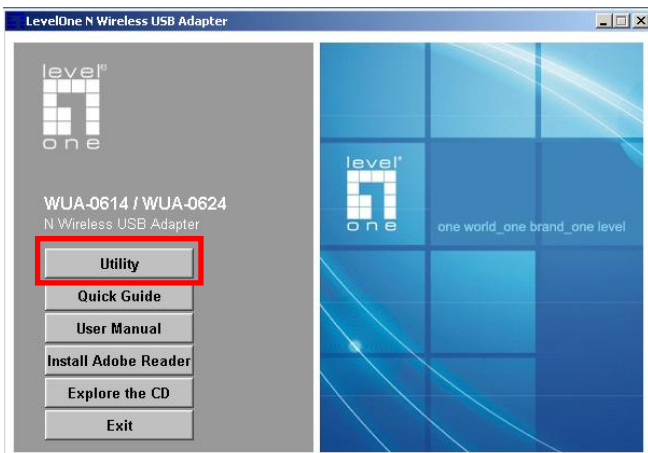 LevelOne N Wireless USB Adapter
level®
one
WUA-0614 / WUA-0624
N Wireless USB Adapter
Utility
Quick Guide
User Manual
Install Adobe Reader
Explore the CD
Exit
level®
one
one world_one brand_one level